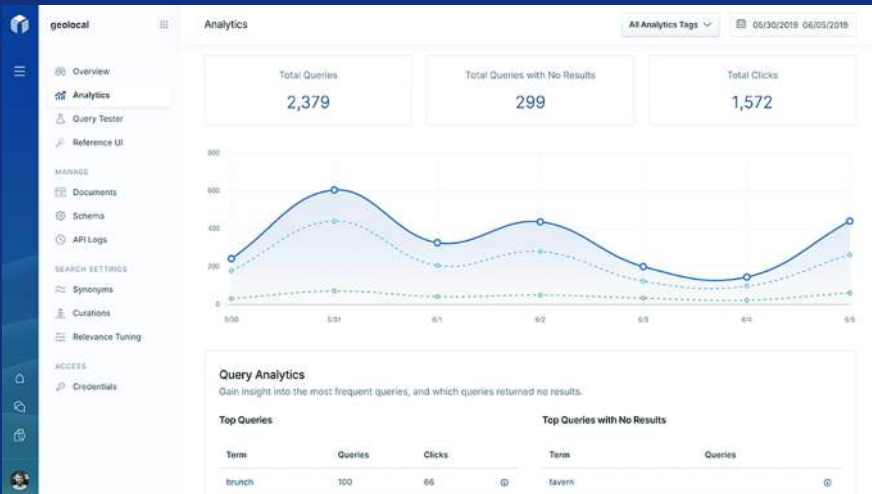 geolocal
Analytics
All Analytics Tags
05/30/2019 06/05/2019
Overview
Analytics
Query Tester
Reference UI
MANAGE
Documents
Schema
API Logs
SEARCH SETTINGS
Synonyms
Curations
Relevance Tuning
ACCESS
Credentials
Total Queries
2,379
Total Queries with No Results
299
Total Clicks
1,572
800
600
400
200
0
5/30 5/31 6/1 6/2 6/3 6/4 6/5
Query Analytics
Gain insight into the most frequent queries, and which queries returned no results.
Top Queries
Term Queries Clicks
brunch 100 66
Top Queries with No Results
Term Queries
tavern